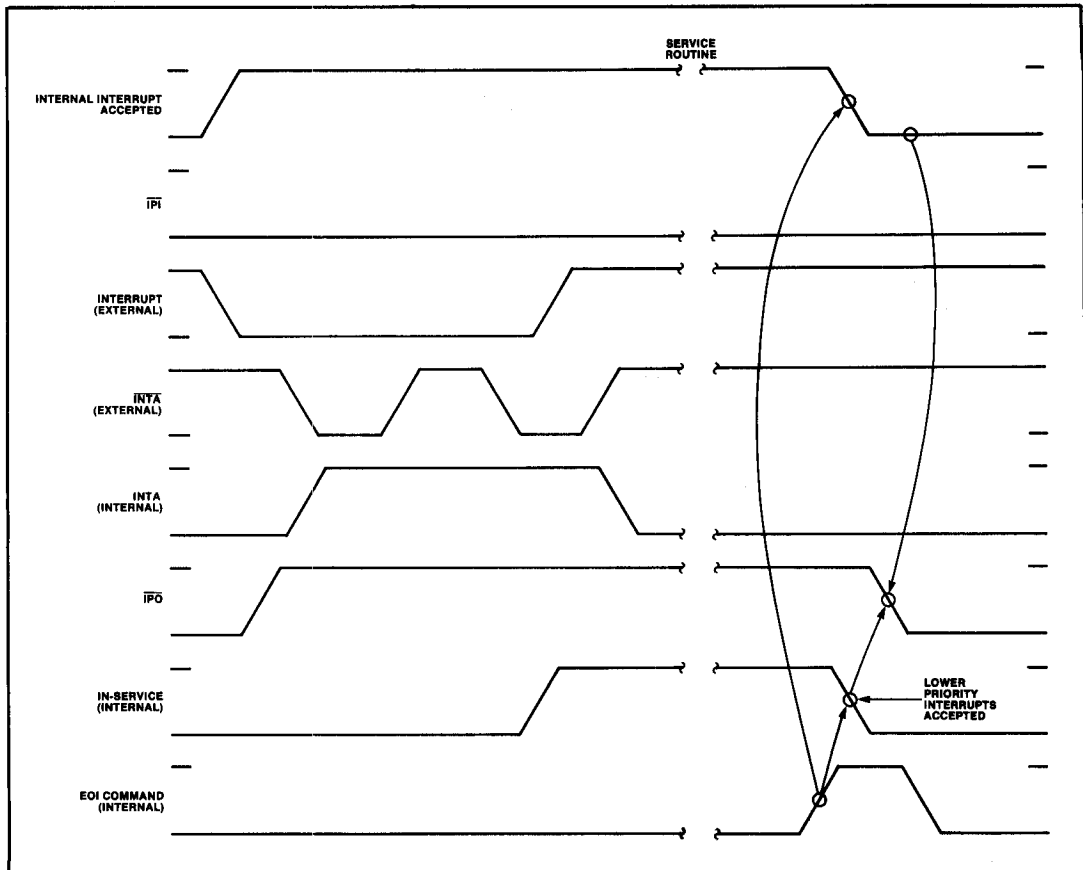 SERVICE
ROUTINE
INTERNAL INTERRUPT
ACCEPTED
IPI
INTERRUPT
(EXTERNAL)
INTA
(EXTERNAL)
INTA
(INTERNAL)
IPO
IN-SERVICE
(INTERNAL)
LOWER
PRIORITY
INTERRUPTS
ACCEPTED
EOI COMMAND
(INTERNAL)